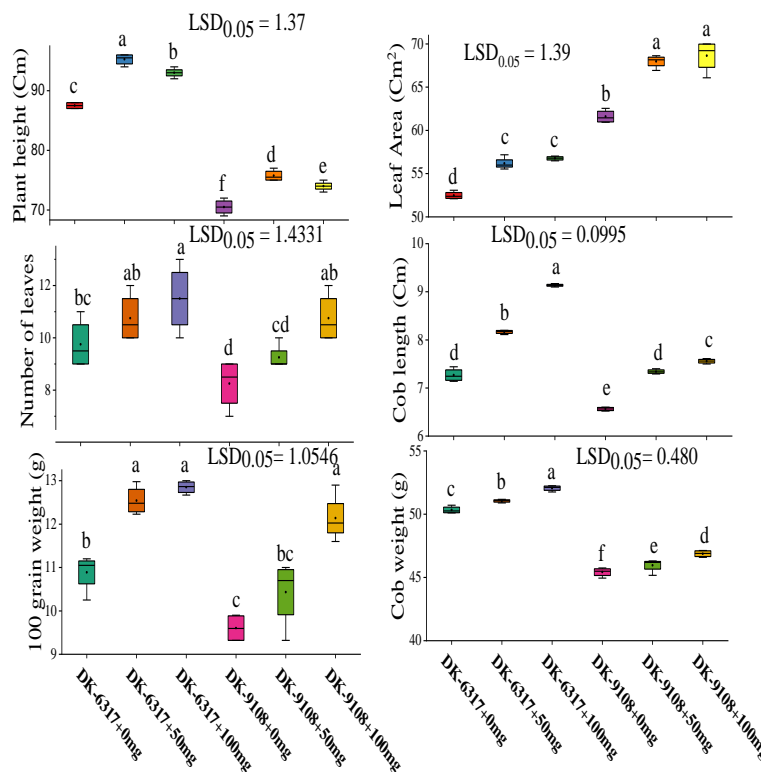 LSD0.05 = 1.37
Plant height (Cm)
90
80
70
c
a
b
f
d
e
LSD0.05 = 1.39
Leaf Area (Cm2)
70
65
60
55
50
d
c
c
b
a
a
LSD0.05 = 1.4331
Number of leaves
12
10
8
bc
ab
a
d
cd
ab
LSD0.05 = 0.0995
Cob length (Cm)
10
9
8
7
6
d
b
a
e
d
c
LSD0.05 = 1.0546
100 grain weight (g)
13
12
11
10
9
b
a
a
c
bc
a
LSD0.05 = 0.480
Cob weight (g)
55
50
45
40
c
b
a
f
e
d
DK-6317+0mg
DK-6317+50mg
DK-6317+100mg
DK-9108+0mg
DK-9108+50mg
DK-9108+100mg
DK-6317+0mg
DK-6317+50mg
DK-6317+100mg
DK-9108+0mg
DK-9108+50mg
DK-9108+100mg